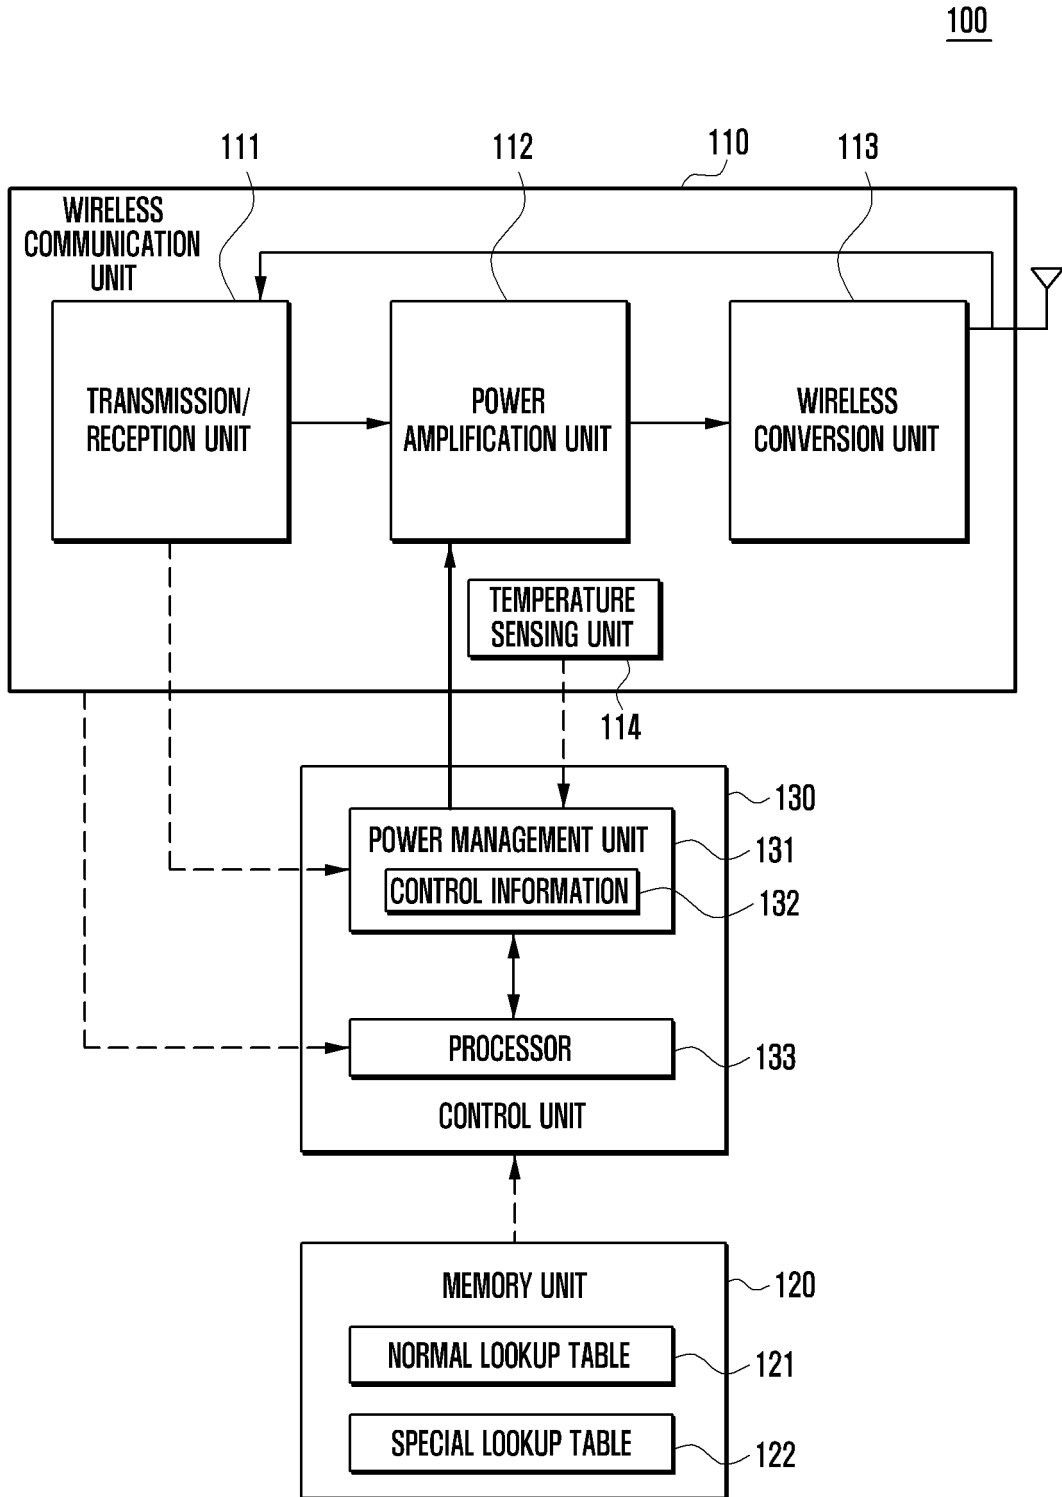 100
111
112
110
113
WIRELESS
COMMUNICATION
UNIT
TRANSMISSION/
RECEPTION UNIT
POWER
AMPLIFICATION UNIT
WIRELESS
CONVERSION UNIT
TEMPERATURE
SENSING UNIT
114
130
POWER MANAGEMENT UNIT
131
CONTROL INFORMATION
132
PROCESSOR
133
CONTROL UNIT
MEMORY UNIT
120
NORMAL LOOKUP TABLE
121
SPECIAL LOOKUP TABLE
122